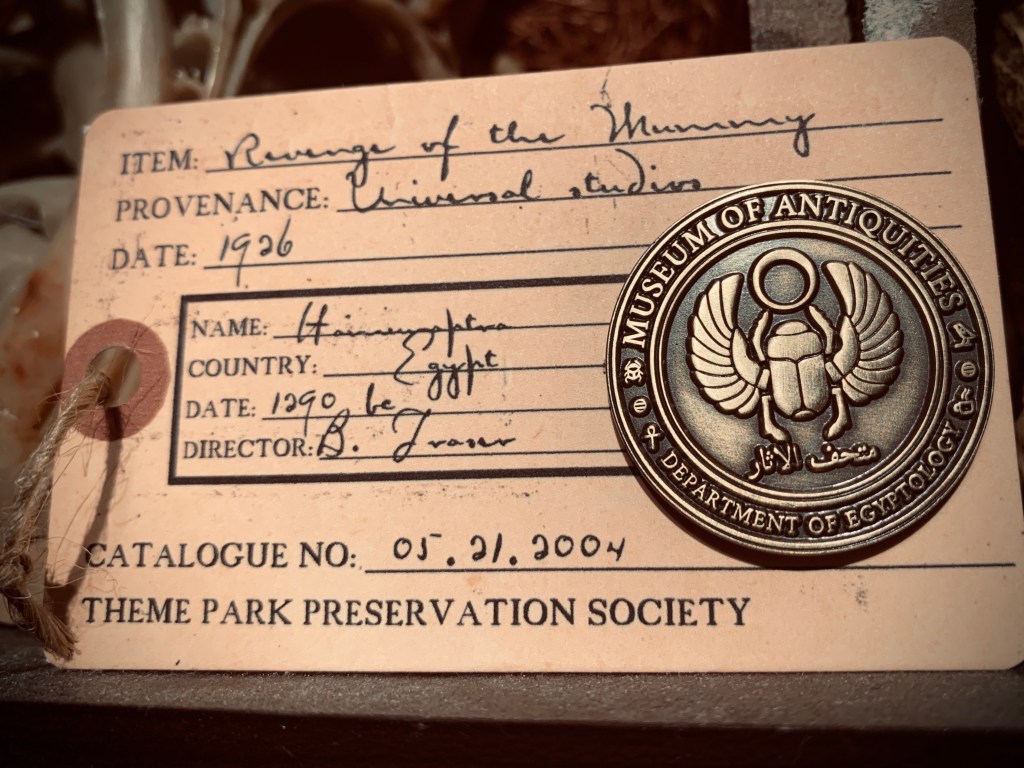 ITEM: Revenge of the Mummy
PROVENANCE: Universal studios
DATE: 1926
NAME: Hamunaptra
COUNTRY: Egypt
DATE: 1290 bc
DIRECTOR: B. Fraser
CATALOGUE NO: 05.21.2004
THEME PARK PRESERVATION SOCIETY
MUSEUM OF ANTIQUITIES
متحف الاثار
DEPARTMENT OF EGYPTOLOGY